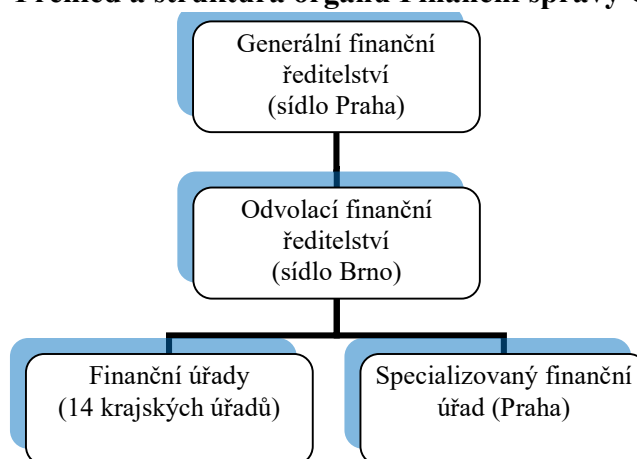 Přehled a struktura orgánů Finanční správy
Generální finanční
ředitelství
(sídlo Praha)
Odvolací finanční
ředitelství
(sídlo Brno)
Finanční úřady
(14 krajských úřadů)
Specializovaný finanční
úřad (Praha)